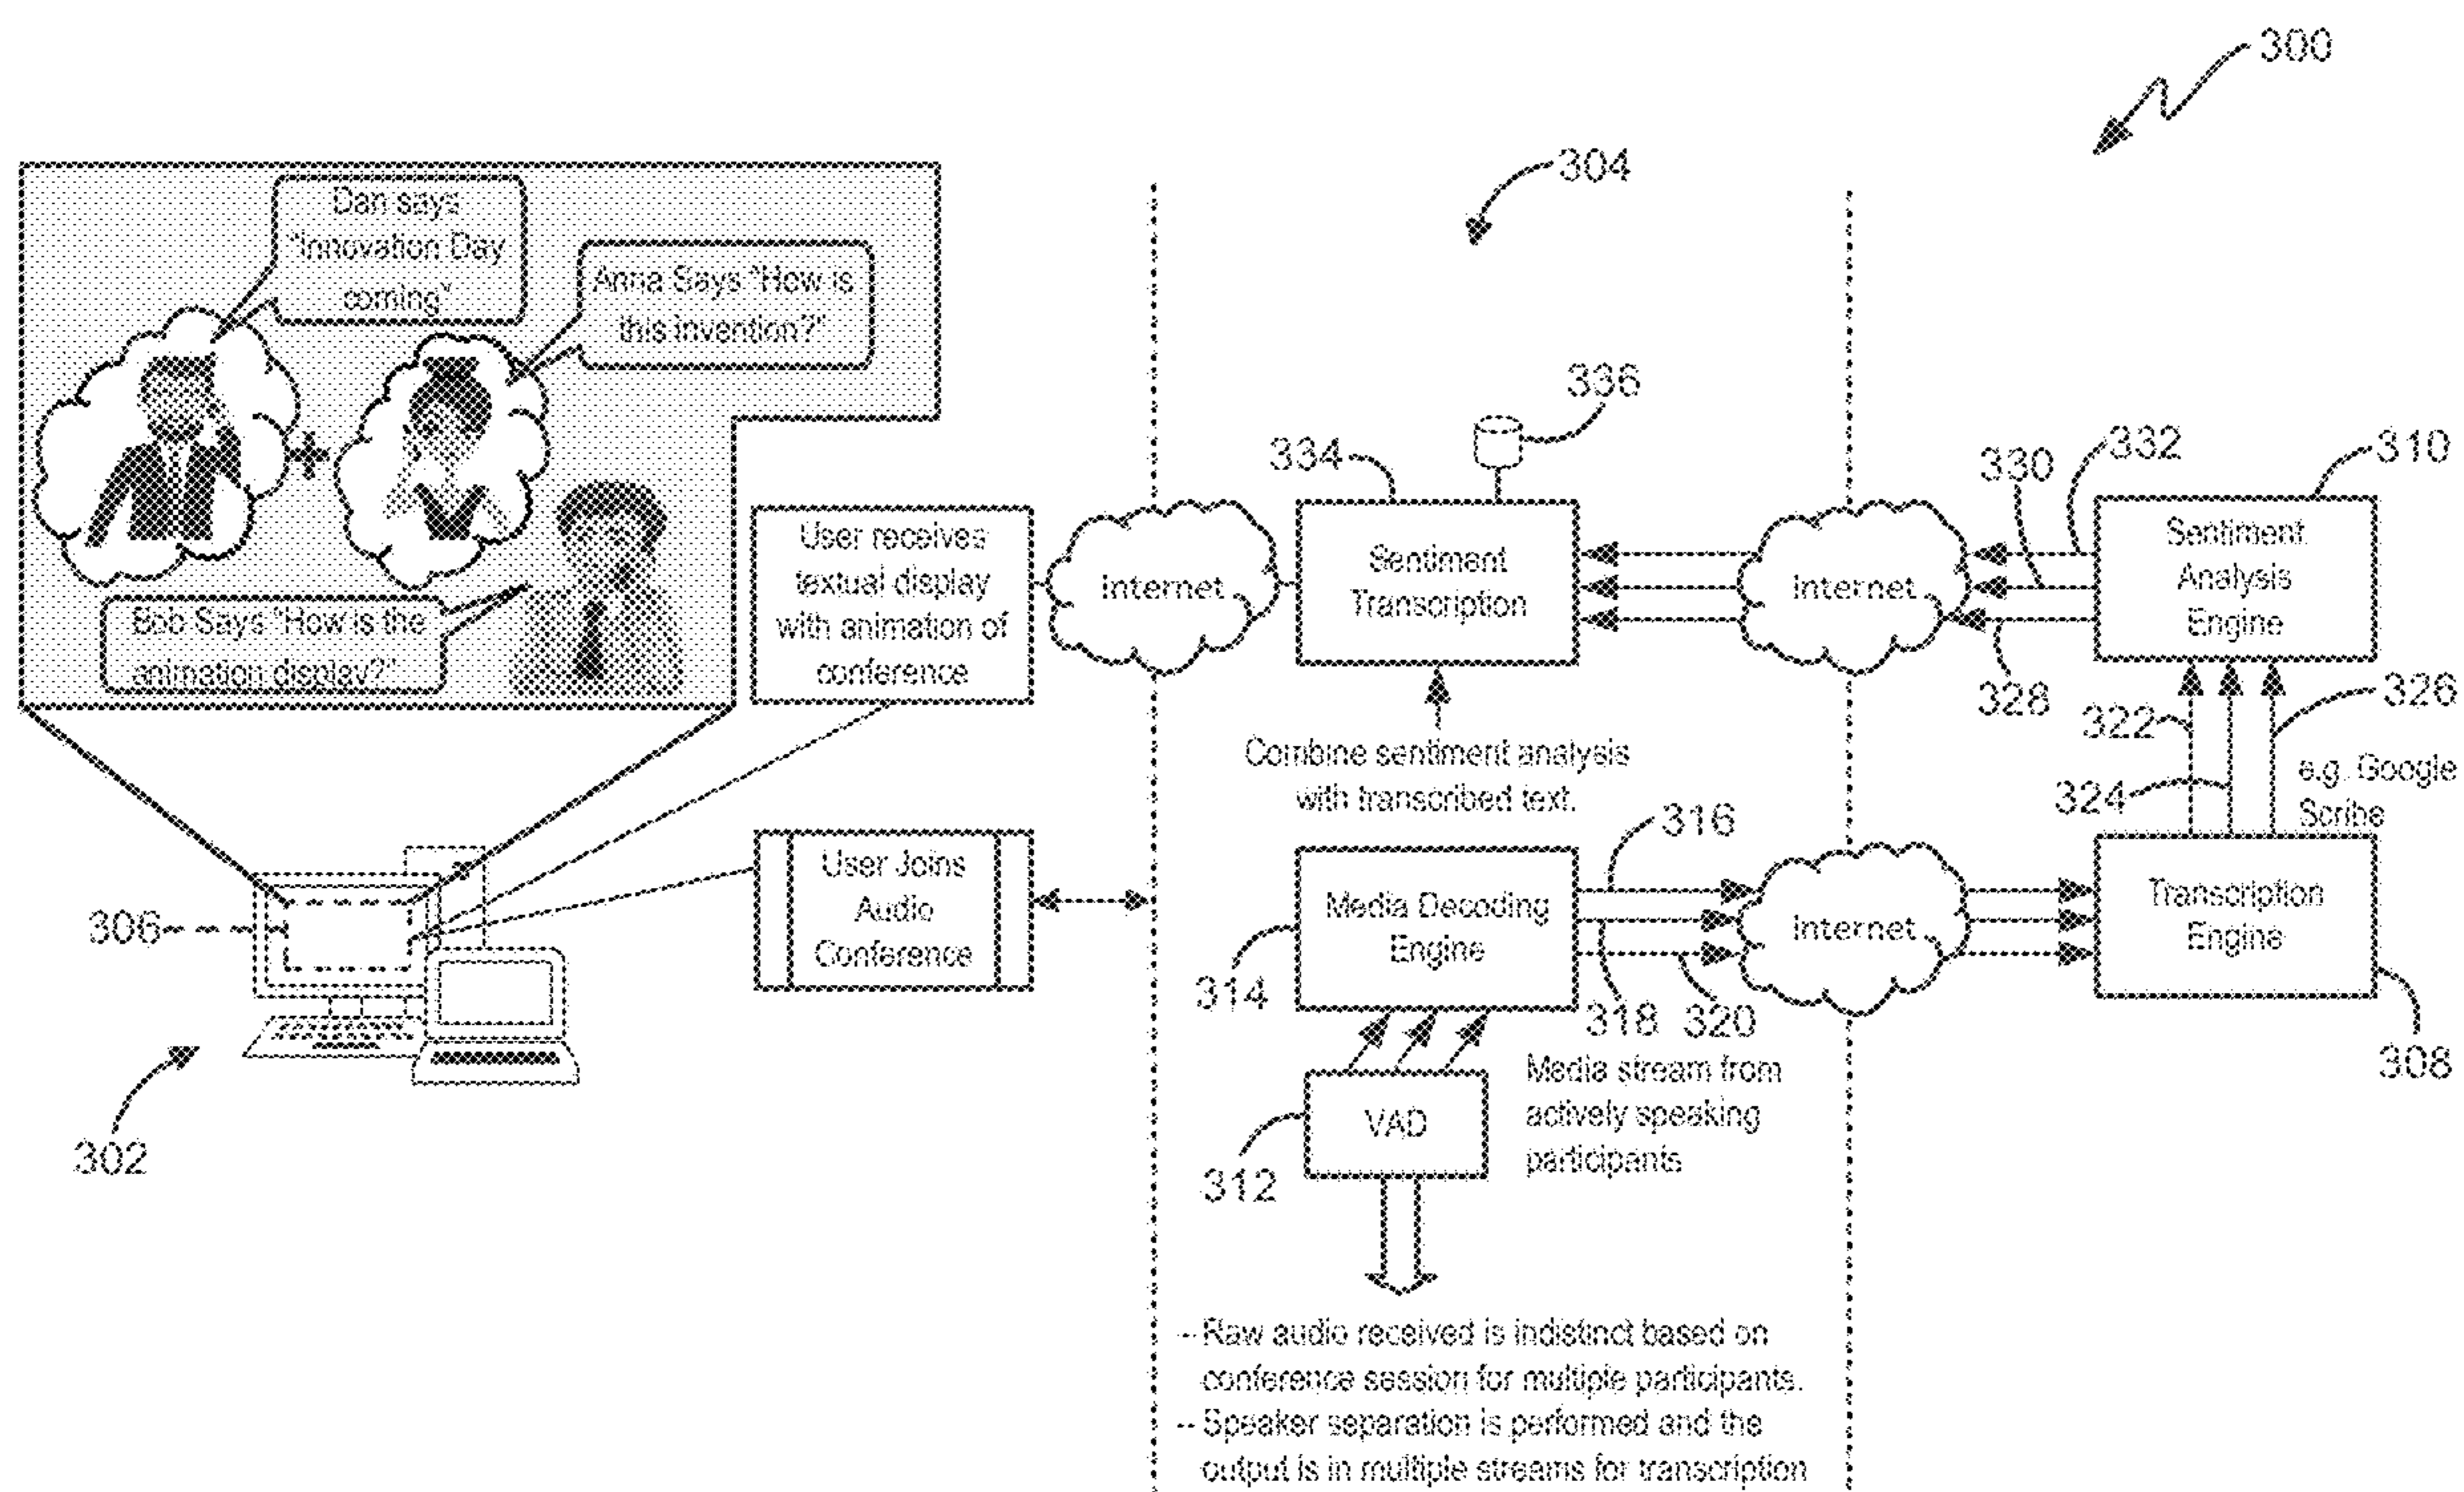 300
304
Dan says
"Innovation Day
coming"
Anna Says "How is
this invention?"
Bob Says "How is the
animation display?"
User receives
textual display
with animation of
conference
Internet
334
336
Sentiment
Transcription
Combine sentiment analysis
with transcribed text.
Internet
330
332
328
310
Sentiment
Analysis
Engine
322
324
326
e.g. Google
Scribe
306
302
User Joins
Audio
Conference
Media Decoding
Engine
314
316
318
320
Internet
Transcription
Engine
308
VAD
312
Media stream from
actively speaking
participants
-- Raw audio received is indistinct based on
conference session for multiple participants.
-- Speaker separation is performed and the
output is in multiple streams for transcription